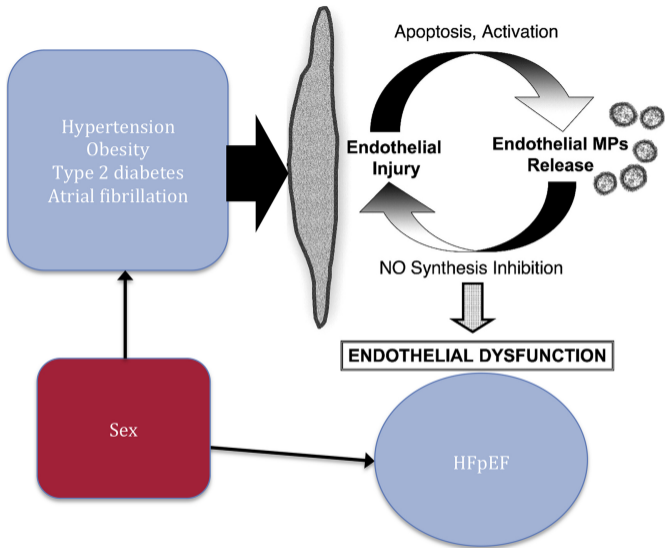 Apoptosis, Activation
Hypertension
Obesity
Type 2 diabetes
Atrial fibrillation
Endothelial
Injury
Endothelial MPs
Release
NO Synthesis Inhibition
ENDOTHELIAL DYSFUNCTION
Sex
HFpEF